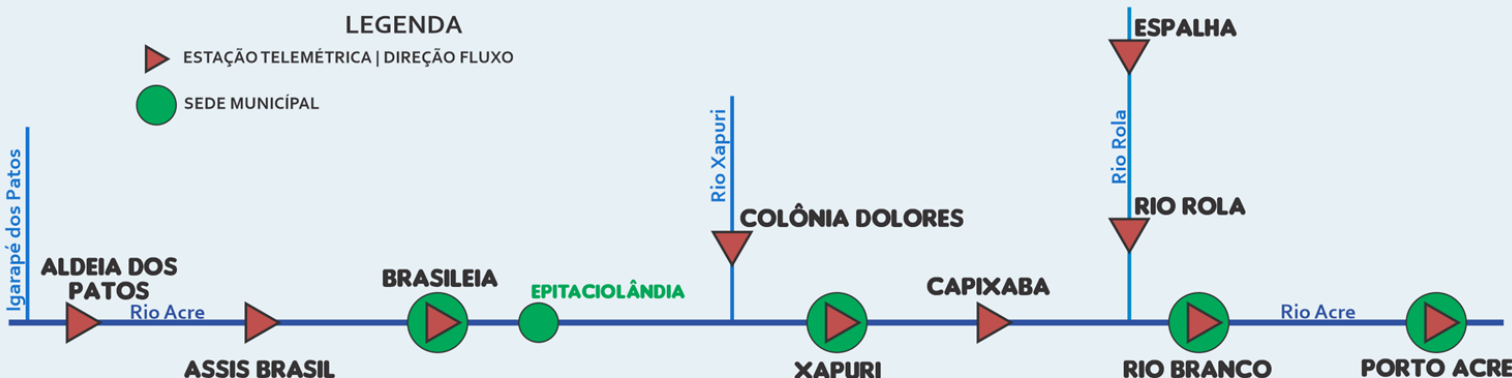 LEGENDA
ESTAÇÃO TELEMÉTRICA | DIREÇÃO FLUXO
SEDE MUNICÍPAL
Igarapé dos Patos
ALDEIA DOS
PATOS
Rio Acre
ASSIS BRASIL
BRASILEIA
EPITACIOLÂNDIA
Rio Xapuri
COLÔNIA DOLORES
XAPURI
CAPIXABA
ESPALHA
Rio Rola
RIO ROLA
RIO BRANCO
Rio Acre
PORTO ACRE